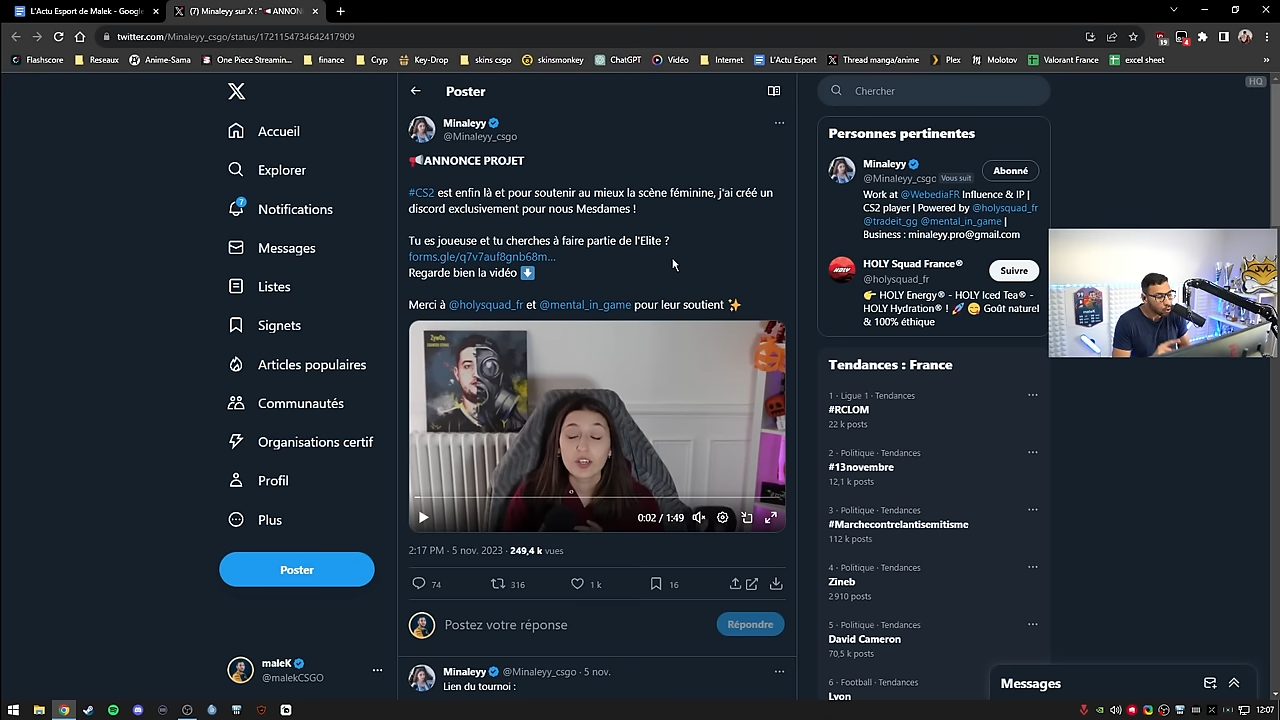 L'Actu Esport de Malek - Google
(7) Minaleyy sur X : "📢ANNON
twitter.com/Minaleyy_csgo/status/1721154734642417909
19
4
Flashscore
Reseaux
Anime-Sama
One Piece Streamin...
finance
Cryp
Key-Drop
skins csgo
skinsmonkey
ChatGPT
Vidéo
Internet
L'Actu Esport
Thread manga/anime
Plex
Molotov
Valorant France
excel sheet
HQ
Accueil
Explorer
7
Notifications
Messages
Listes
Signets
Articles populaires
Communautés
Organisations certif
Profil
Plus
Poster
maleK
@malekCSGO
Poster
Minaleyy
@Minaleyy_csgo
📢ANNONCE PROJET
#CS2 est enfin là et pour soutenir au mieux la scène féminine, j'ai créé un
discord exclusivement pour nous Mesdames !
Tu es joueuse et tu cherches à faire partie de l'Elite ?
forms.gle/q7v7auf8gnb68m...
Regarde bien la vidéo ⬇️
Merci à @holysquad_fr et @mental_in_game pour leur soutient ✨
ZywOo
0:02 / 1:49
2:17 PM · 5 nov. 2023 · 249,4 k vues
74
316
1 k
16
Postez votre réponse
Répondre
Minaleyy @Minaleyy_csgo · 5 nov.
Lien du tournoi :
Chercher
Personnes pertinentes
Minaleyy
@Minaleyy_csgo Vous suit
Abonné
Work at @WebediaFR Influence & IP |
CS2 player | Powered by @holysquad_fr
@tradeit_gg @mental_in_game |
Business : minaleyy.pro@gmail.com
HOLY
HOLY Squad France®
@holysquad_fr
Suivre
👉 HOLY Energy® - HOLY Iced Tea® -
HOLY Hydration® ! 🚀 😋 Goût naturel
& 100% éthique
Tendances : France
1 · Ligue 1 · Tendances
#RCLOM
22 k posts
2 · Politique · Tendances
#13novembre
12,1 k posts
3 · Politique · Tendances
#Marchecontrelantisemitisme
112 k posts
4 · Politique · Tendances
Zineb
2 910 posts
5 · Politique · Tendances
David Cameron
70,5 k posts
6 · Football · Tendances
Lyon
Messages
12:07